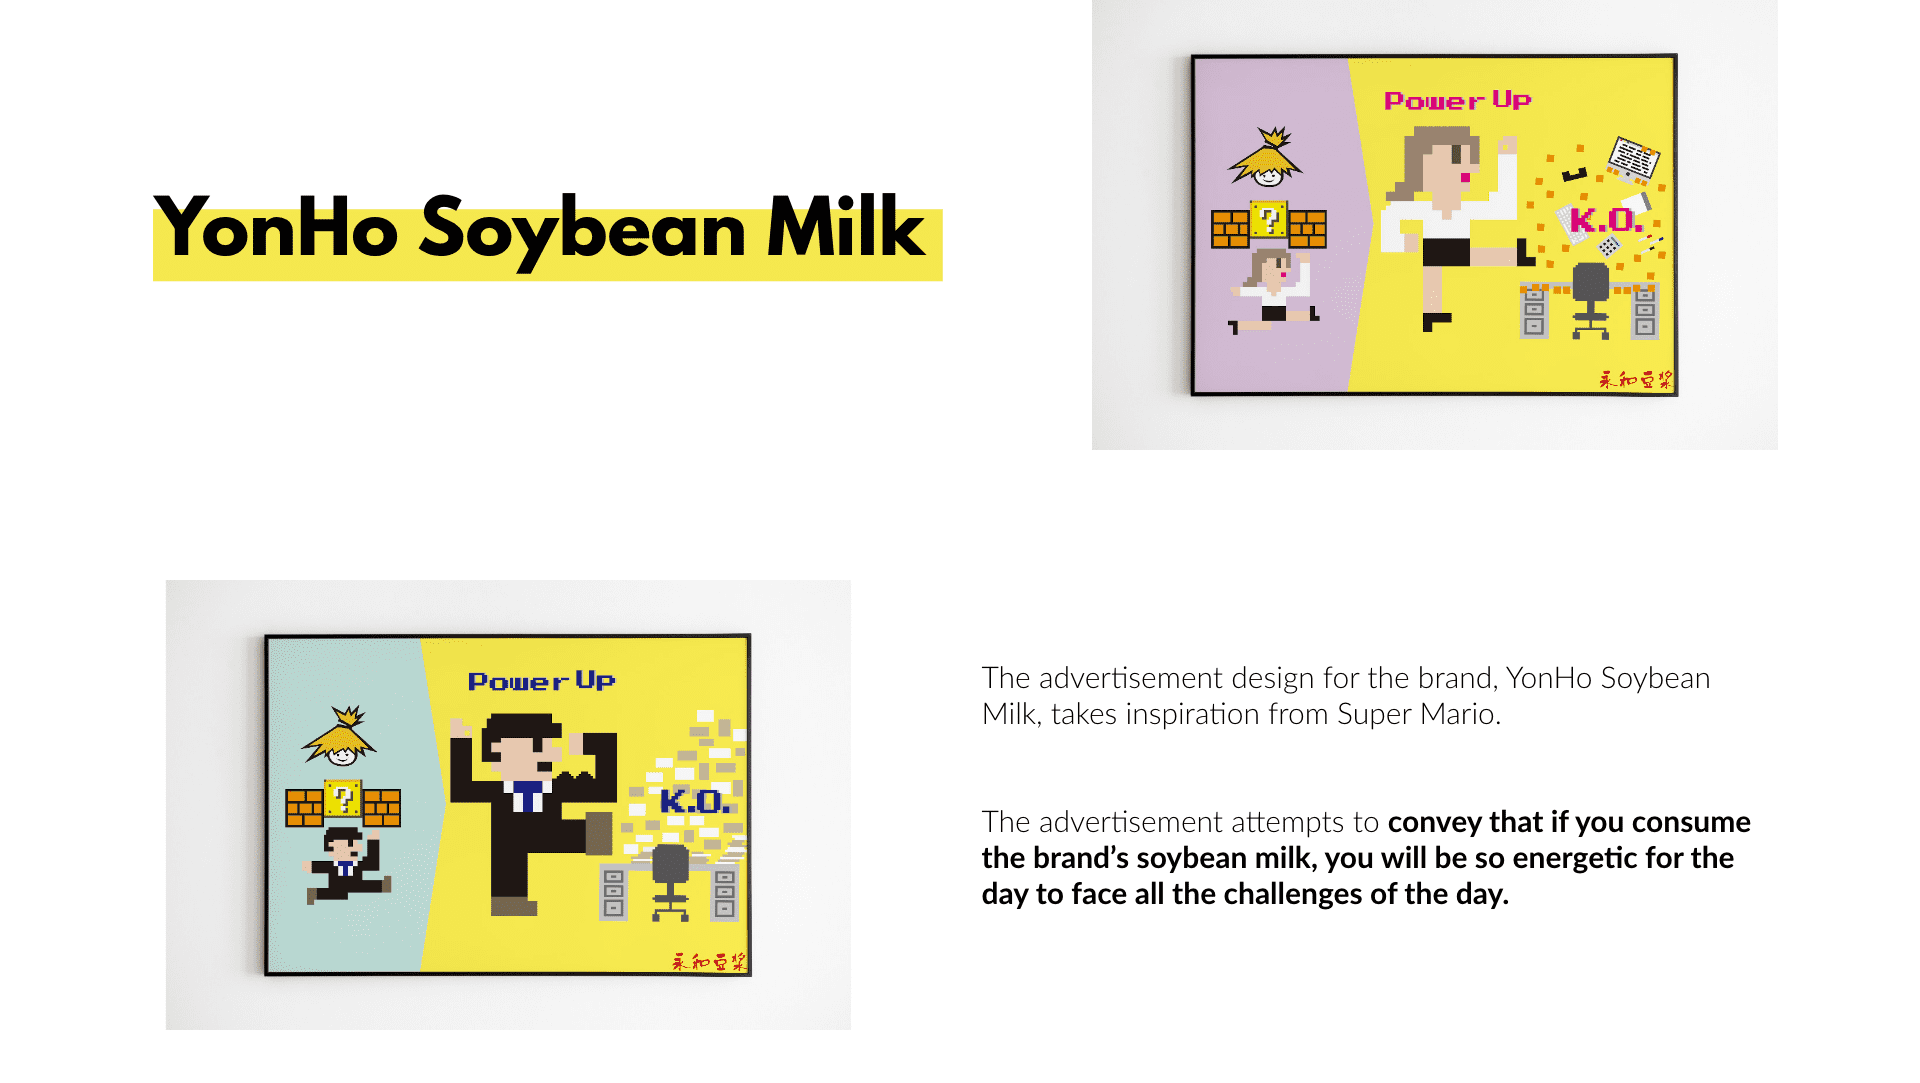 YonHo Soybean Milk
Power Up
?
K.O.
永和豆漿
Power Up
?
K.O.
永和豆漿
The advertisement design for the brand, YonHo Soybean
Milk, takes inspiration from Super Mario.
The advertisement attempts to convey that if you consume
the brand’s soybean milk, you will be so energetic for the
day to face all the challenges of the day.